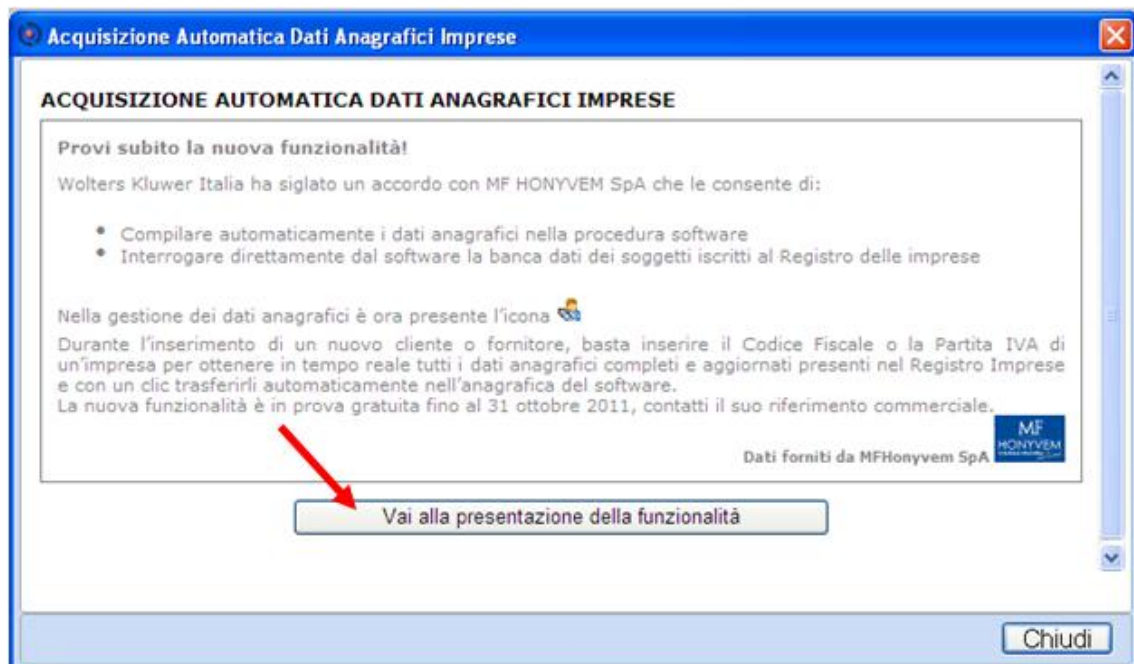 Acquisizione Automatica Dati Anagrafici Imprese
ACQUISIZIONE AUTOMATICA DATI ANAGRAFICI IMPRESE
Provi subito la nuova funzionalità!
Wolters Kluwer Italia ha siglato un accordo con MF HONYVEM SpA che le consente di:
• Compilare automaticamente i dati anagrafici nella procedura software
• Interrogare direttamente dal software la banca dati dei soggetti iscritti al Registro delle imprese
Nella gestione dei dati anagrafici è ora presente l'icona
Durante l'inserimento di un nuovo cliente o fornitore, basta inserire il Codice Fiscale o la Partita IVA di
un'impresa per ottenere in tempo reale tutti i dati anagrafici completi e aggiornati presenti nel Registro Imprese
e con un clic trasferirli automaticamente nell'anagrafica del software.
La nuova funzionalità è in prova gratuita fino al 31 ottobre 2011, contatti il suo riferimento commerciale.
MF
HONYVEM
Dati forniti da MFHonyvem SpA
Vai alla presentazione della funzionalità
Chiudi